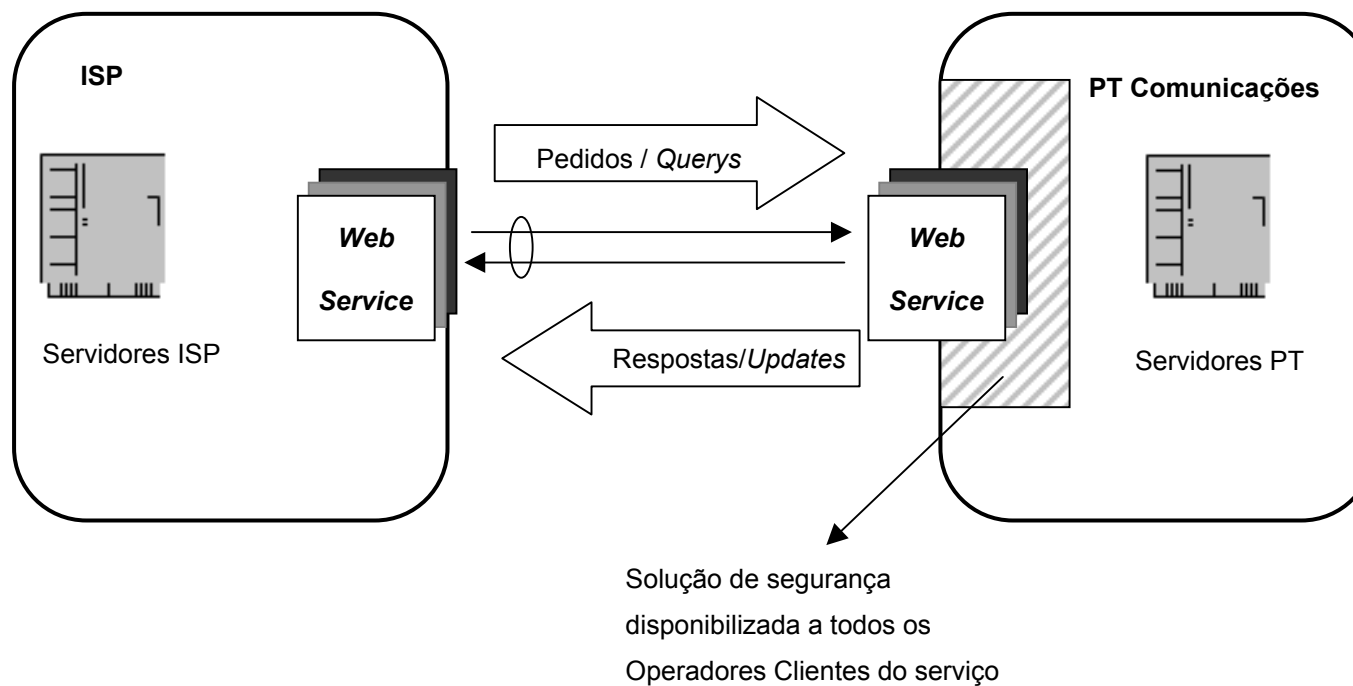 ISP
PT Comunicações
Pedidos / Querys
Web
Service
Web
Service
Servidores ISP
Respostas/Updates
Servidores PT
Solução de segurança
disponibilizada a todos os
Operadores Clientes do serviço